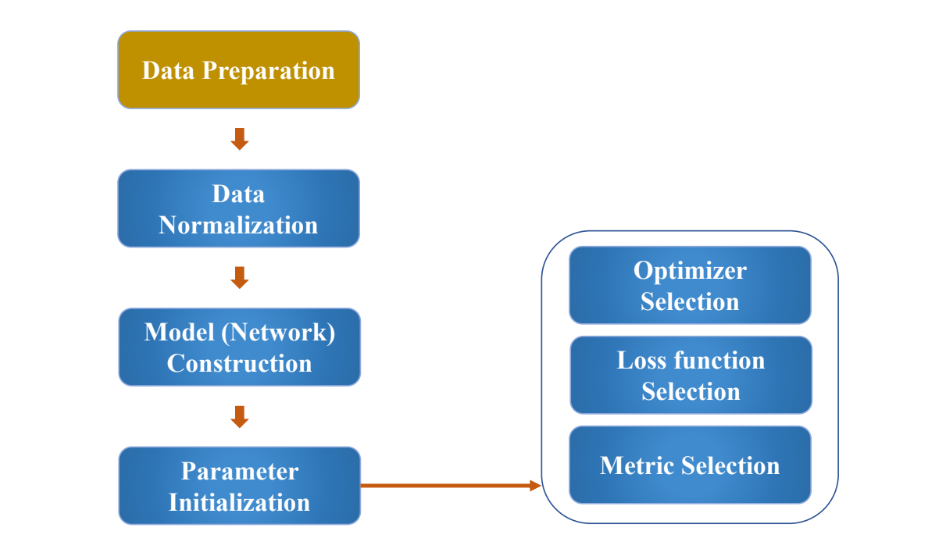 Data Preparation
Data
Normalization
Model (Network)
Construction
Parameter
Initialization
Optimizer
Selection
Loss function
Selection
Metric Selection